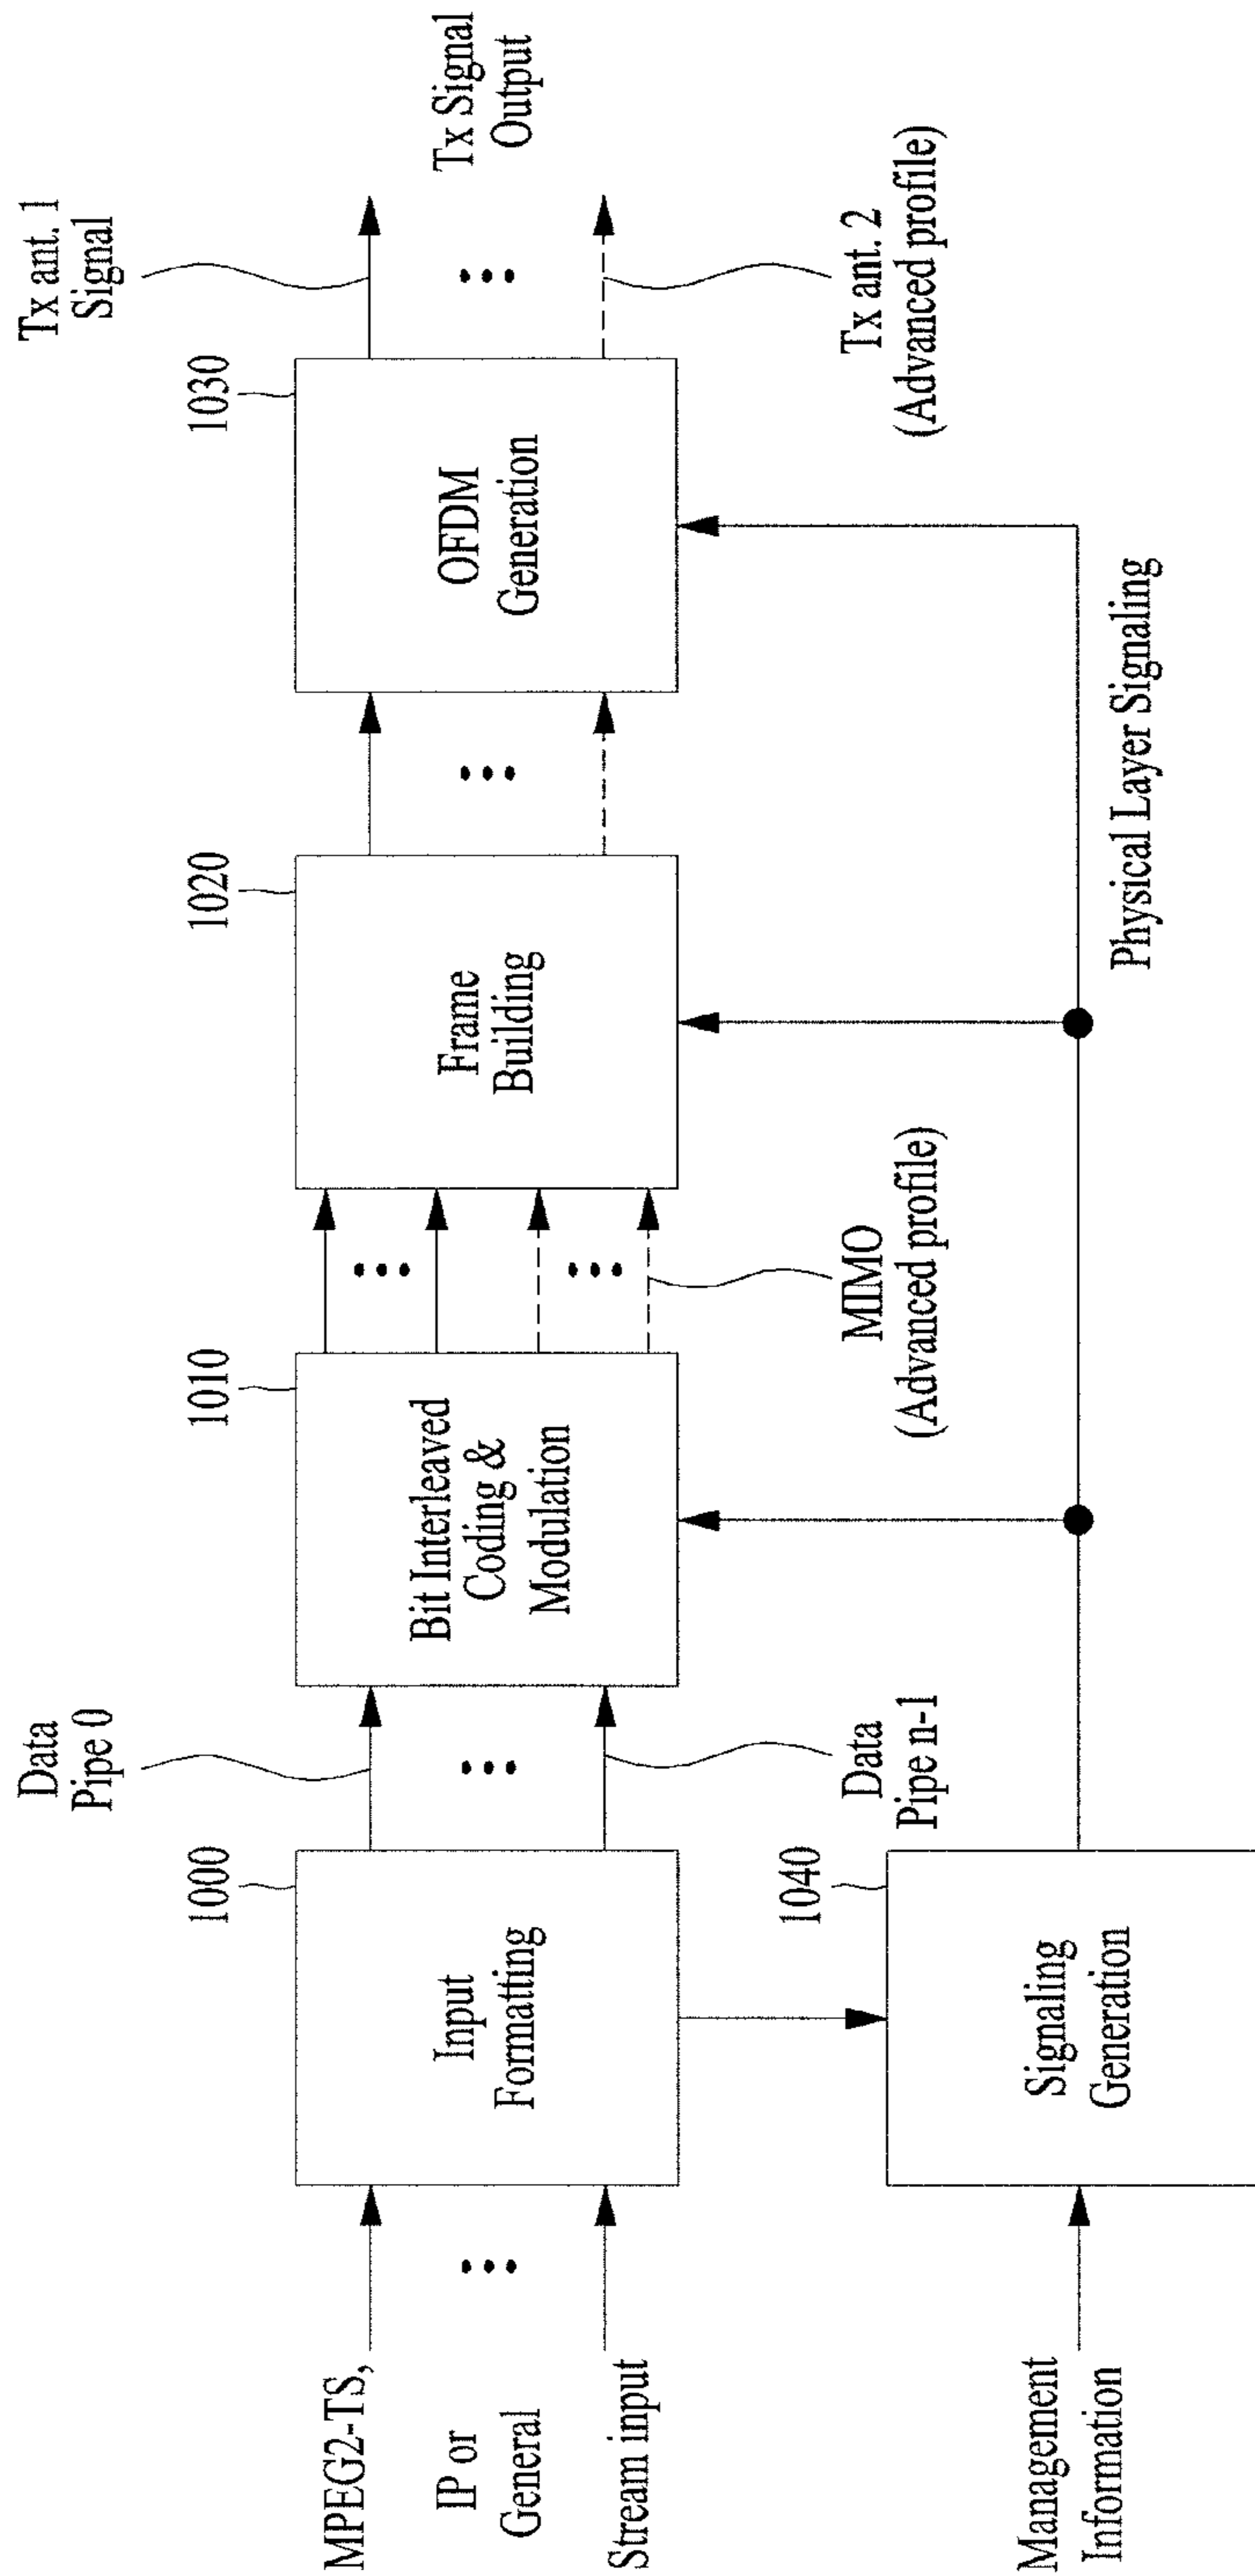 MPEG2-TS,
IP or
General
Stream input
Management
Information
1000
Input
Formatting
1040
Signaling
Generation
Data
Pipe 0
Data
Pipe n-1
1010
Bit Interleaved
Coding &
Modulation
MIMO
(Advanced profile)
1020
Frame
Building
Physical Layer Signaling
1030
OFDM
Generation
Tx ant. 1
Signal
Tx Signal
Output
Tx ant. 2
(Advanced profile)